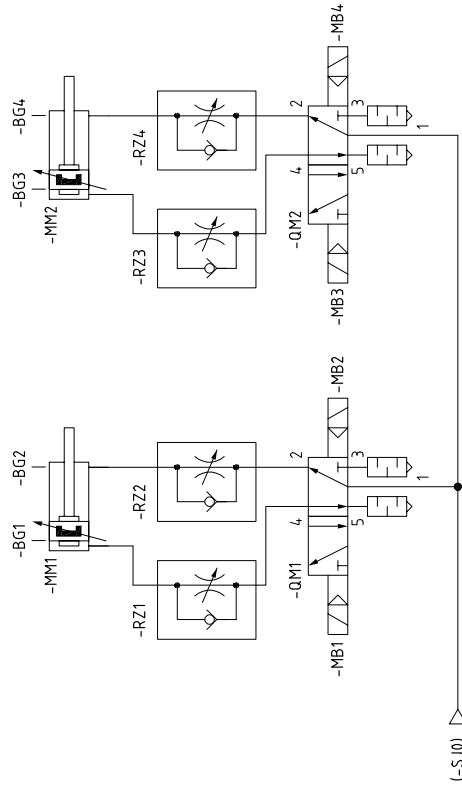 -BG1
-BG2
-BG3
-BG4
-MM1
-MM2
-RZ1
-RZ2
-RZ3
-RZ4
-QM1
4
2
-QM2
4
2
-MB1
-MB2
-MB3
-MB4
5
3
5
3
1
1
(-SJ0)